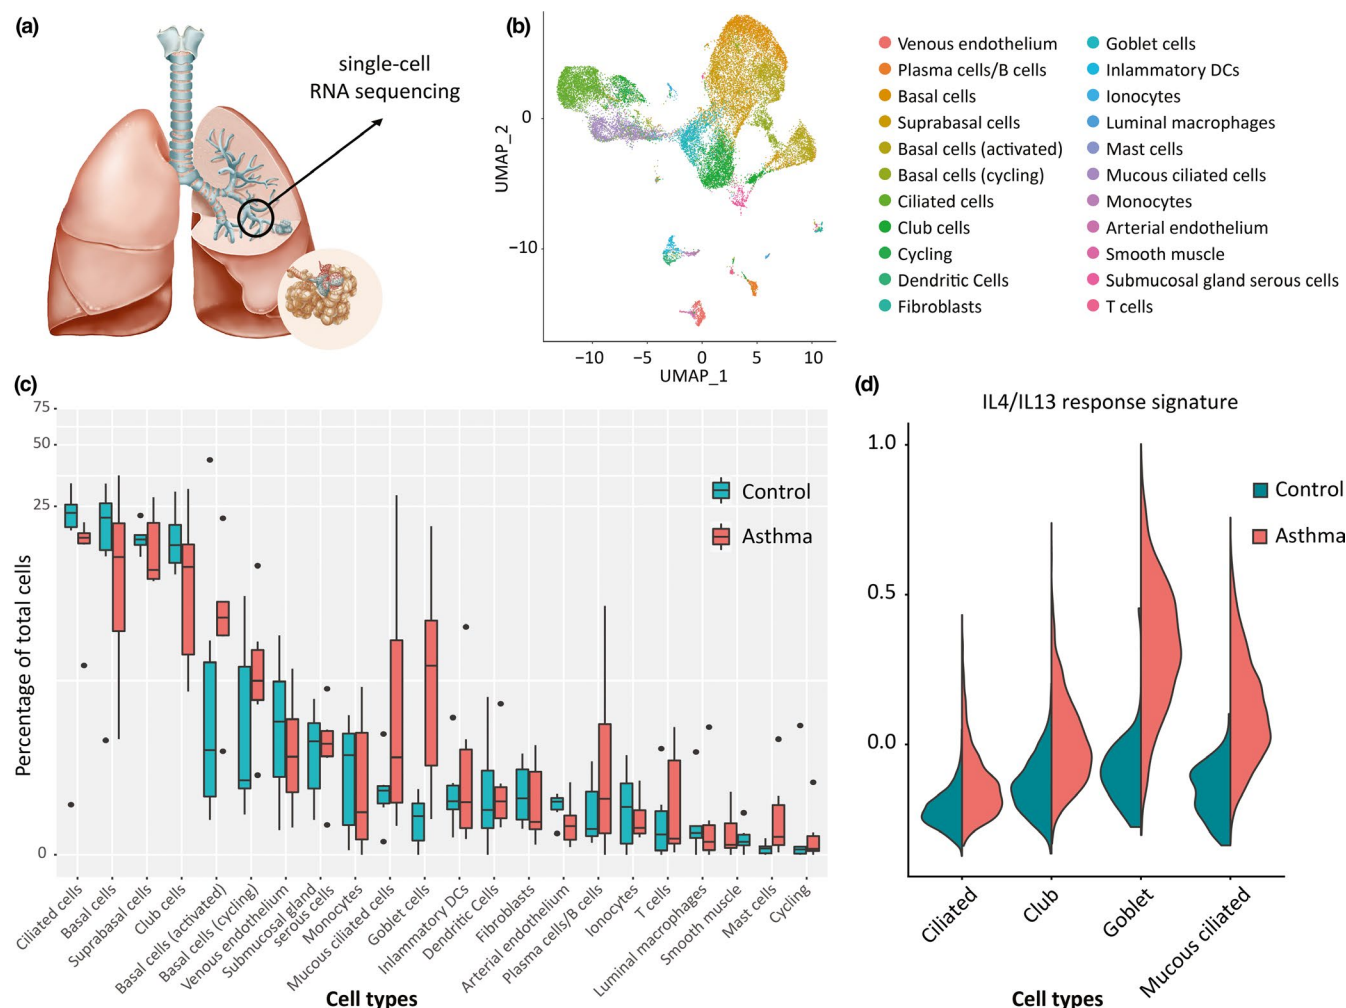 (a)
single-cell
RNA sequencing
(b)
UMAP_2
0
−10
−10
−5
0
5
10
UMAP_1
Venous endothelium
Plasma cells/B cells
Basal cells
Suprabasal cells
Basal cells (activated)
Basal cells (cycling)
Ciliated cells
Club cells
Cycling
Dendritic Cells
Fibroblasts
Goblet cells
Inlammatory DCs
Ionocytes
Luminal macrophages
Mast cells
Mucous ciliated cells
Monocytes
Arterial endothelium
Smooth muscle
Submucosal gland serous cells
T cells
(c)
Percentage of total cells
75
50
25
0
Control
Asthma
Ciliated cells
Basal cells
Suprabasal cells
Club cells
Basal cells (activated)
Basal cells (cycling)
Venous endothelium
Submucosal gland
serous cells
Monocytes
Mucous ciliated cells
Goblet cells
Inlammatory DCs
Dendritic Cells
Fibroblasts
Arterial endothelium
Plasma cells/B cells
Ionocytes
T cells
Luminal macrophages
Smooth muscle
Mast cells
Cycling
Cell types
(d)
IL4/IL13 response signature
1.0
0.5
0.0
Control
Asthma
Ciliated
Club
Goblet
Mucous ciliated
Cell types